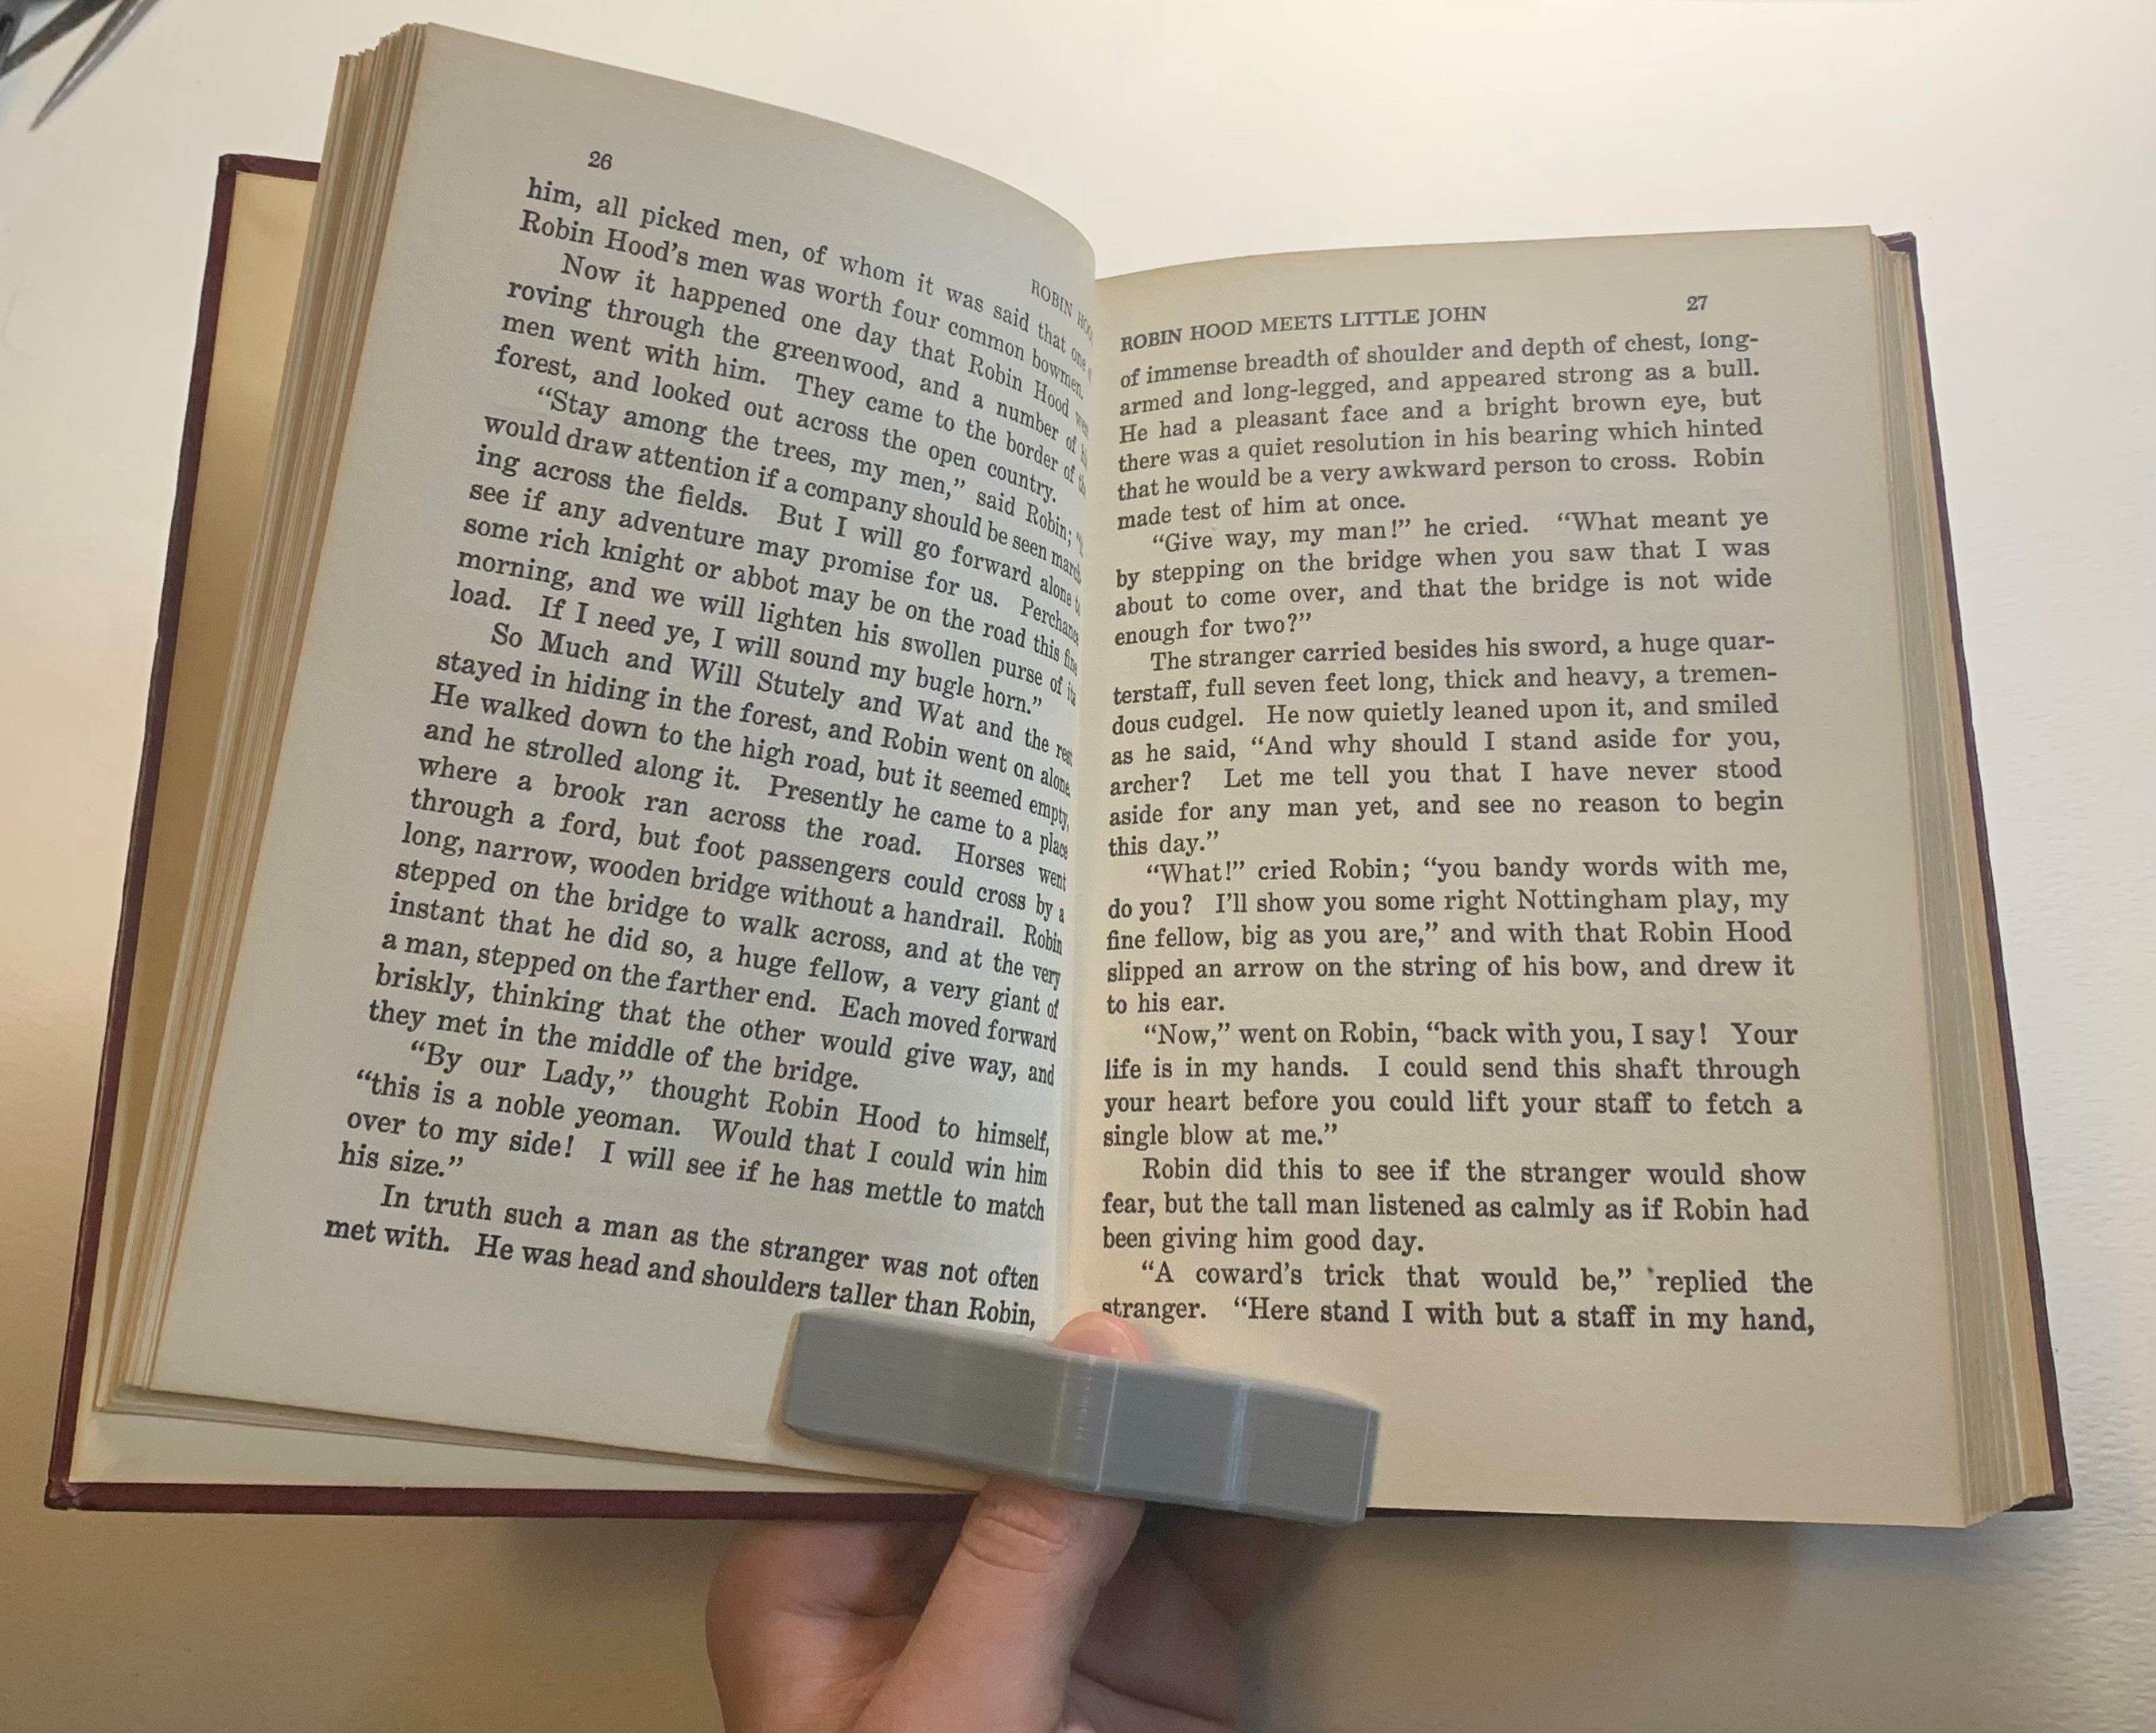 26
ROBIN
him, all picked men, of whom it was said that one
Robin Hood's men was worth four common bowmen.
Now it happened one day that Robin Hood
roving through the greenwood, and a number of
men went with him. They came to the border of
forest, and looked out across the open country.
“Stay among the trees, my men,” said Robin;
would draw attention if a company should be seen
ing across the fields. But I will go forward alone
see if any adventure may promise for us.
some rich knight or abbot may be on the road this fine
morning, and we will lighten his swollen purse of its
load. If I need ye, I will sound my bugle horn.”
So Much and Will Stutely and Wat and the rest
stayed in hiding in the forest, and Robin went on alone.
He walked down to the high road, but it seemed empty,
and he strolled along it. Presently he came to a place
where a brook ran across the road. Horses went
through a ford, but foot passengers could cross by a
long, narrow, wooden bridge without a handrail. Robin
stepped on the bridge to walk across, and at the very
instant that he did so, a huge fellow, a very giant of
a man, stepped on the farther end. Each moved forward
briskly, thinking that the other would give way, and
they met in the middle of the bridge.
“By our Lady,” thought Robin Hood to himself,
“this is a noble yeoman. Would that I could win him
over to my side! I will see if he has mettle to match
his size.”
In truth such a man as the stranger was not often
met with. He was head and shoulders taller than Robin,
ROBIN HOOD MEETS LITTLE JOHN
27
of immense breadth of shoulder and depth of chest, long-
armed and long-legged, and appeared strong as a bull.
He had a pleasant face and a bright brown eye, but
there was a quiet resolution in his bearing which hinted
that he would be a very awkward person to cross. Robin
made test of him at once.
“Give way, my man!” he cried. “What meant ye
by stepping on the bridge when you saw that I was
about to come over, and that the bridge is not wide
enough for two?”
The stranger carried besides his sword, a huge quar-
terstaff, full seven feet long, thick and heavy, a tremen-
dous cudgel. He now quietly leaned upon it, and smiled
as he said, “And why should I stand aside for you,
archer? Let me tell you that I have never stood
aside for any man yet, and see no reason to begin
this day.”
“What!” cried Robin; “you bandy words with me,
do you? I'll show you some right Nottingham play, my
fine fellow, big as you are,” and with that Robin Hood
slipped an arrow on the string of his bow, and drew it
to his ear.
“Now,” went on Robin, “back with you, I say! Your
life is in my hands. I could send this shaft through
your heart before you could lift your staff to fetch a
single blow at me.”
Robin did this to see if the stranger would show
fear, but the tall man listened as calmly as if Robin had
been giving him good day.
“A coward's trick that would be,” replied the
stranger. “Here stand I with but a staff in my hand,